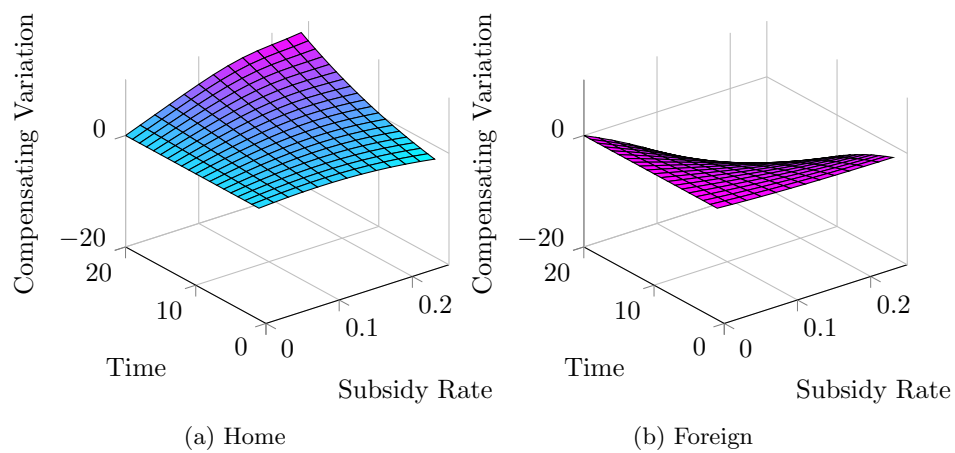 Compensating Variation
0
−20
20
10
0
0
0.1
0.2
Time
Subsidy Rate
(a) Home
Compensating Variation
0
−20
20
10
0
0
0.1
0.2
Time
Subsidy Rate
(b) Foreign